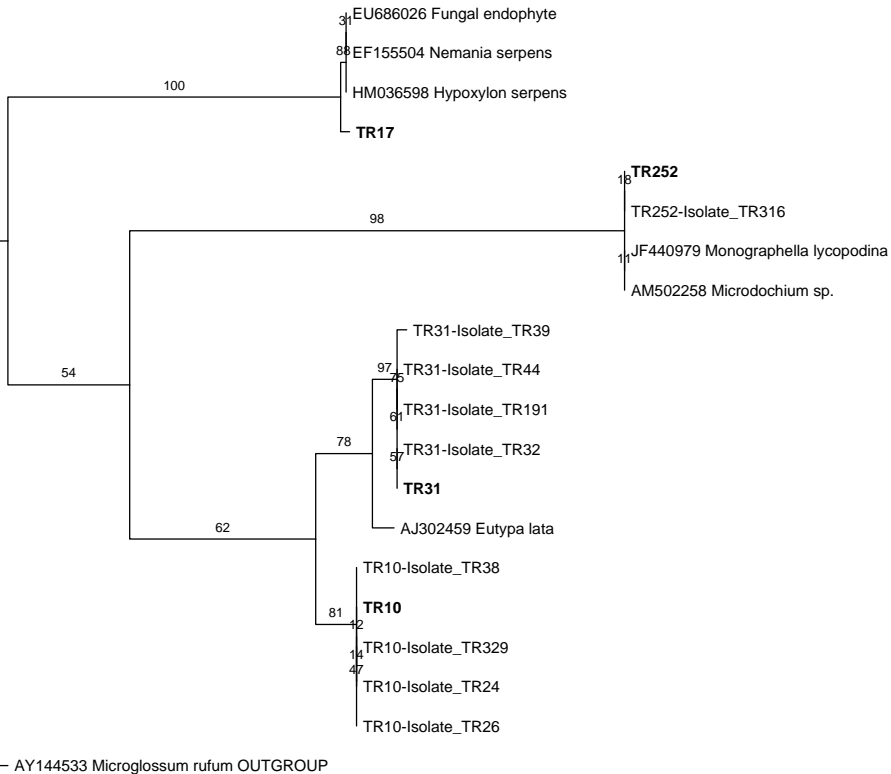 EU686026 Fungal endophyte
31
88
EF155504 Nemania serpens
100
HM036598 Hypoxylon serpens
TR17
TR252
18
TR252-Isolate_TR316
98
JF440979 Monographella lycopodina
11
AM502258 Microdochium sp.
TR31-Isolate_TR39
97
TR31-Isolate_TR44
75
54
TR31-Isolate_TR191
61
78
TR31-Isolate_TR32
57
TR31
62
AJ302459 Eutypa lata
TR10-Isolate_TR38
81
TR10
12
TR10-Isolate_TR329
14
47
TR10-Isolate_TR24
TR10-Isolate_TR26
AY144533 Microglossum rufum OUTGROUP